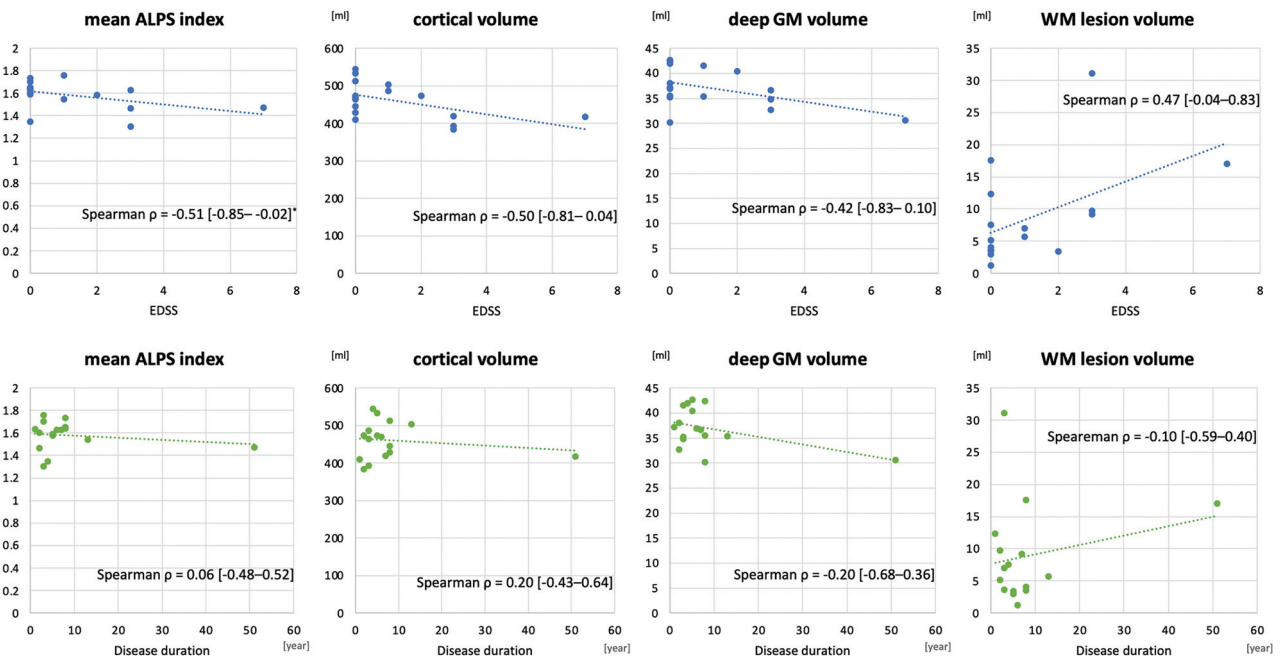 mean ALPS index
2
1.8
1.6
1.4
1.2
1
0.8
0.6
0.4
0.2
0
Spearman ρ = -0.51 [-0.85– -0.02]*
0 2 4 6 8
EDSS
[ml]
cortical volume
600
500
400
300
200
100
0
Spearman ρ = -0.50 [-0.81– 0.04]
0 2 4 6 8
EDSS
[ml]
deep GM volume
45
40
35
30
25
20
15
10
5
0
Spearman ρ = -0.42 [-0.83– 0.10]
0 2 4 6 8
EDSS
[ml]
WM lesion volume
35
30
25
20
15
10
5
0
Spearman ρ = 0.47 [-0.04–0.83]
0 2 4 6 8
EDSS
mean ALPS index
2
1.8
1.6
1.4
1.2
1
0.8
0.6
0.4
0.2
0
Spearman ρ = 0.06 [-0.48–0.52]
0 10 20 30 40 50 60
Disease duration [year]
[ml]
cortical volume
600
500
400
300
200
100
0
Spearman ρ = 0.20 [-0.43–0.64]
0 10 20 30 40 50 60
Disease duration [year]
[ml]
deep GM volume
45
40
35
30
25
20
15
10
5
0
Spearman ρ = -0.20 [-0.68–0.36]
0 10 20 30 40 50 60
Disease duration [year]
[ml]
WM lesion volume
35
30
25
20
15
10
5
0
Speareman ρ = -0.10 [-0.59–0.40]
0 10 20 30 40 50 60
Disease duration [year]